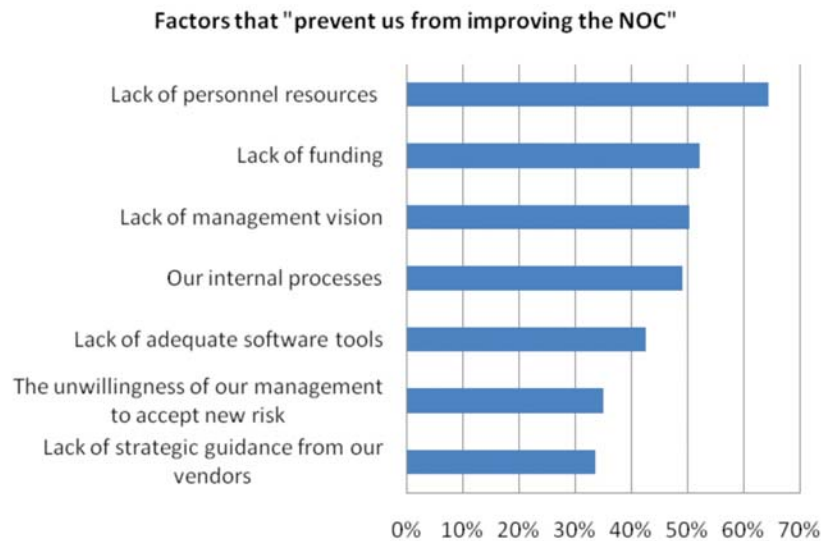 Factors that "prevent us from improving the NOC"
Lack of personnel resources
Lack of funding
Lack of management vision
Our internal processes
Lack of adequate software tools
The unwillingness of our management
to accept new risk
Lack of strategic guidance from our
vendors
0% 10% 20% 30% 40% 50% 60% 70%